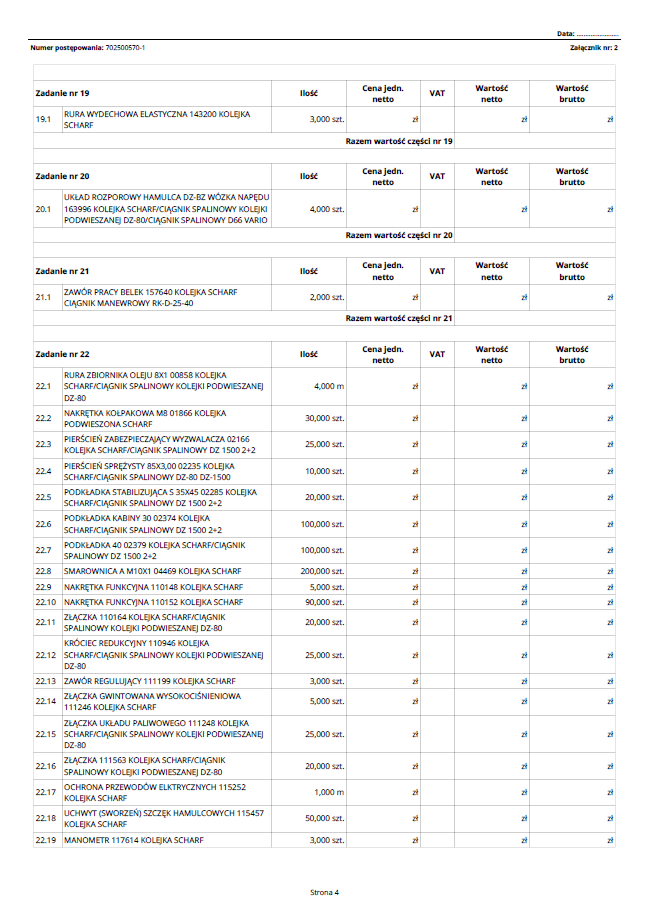 Data: ......................
Numer postępowania: 702500570-1 Załącznik nr: 2
Zadanie nr 19 Ilość Cena jedn. netto VAT Wartość netto Wartość brutto
19.1 RURA WYDECHOWA ELASTYCZNA 143200 KOLEJKA
SCHARF 3,000 szt. zł zł zł
Razem wartość części nr 19
Zadanie nr 20 Ilość Cena jedn. netto VAT Wartość netto Wartość brutto
20.1 UKŁAD ROZPOROWY HAMULCA DZ-BZ WÓZKA NAPĘDU
163996 KOLEJKA SCHARF/CIĄGNIK SPALINOWY KOLEJKI
PODWIESZANEJ DZ-80/CIĄGNIK SPALINOWY D66 VARIO 4,000 szt. zł zł zł
Razem wartość części nr 20
Zadanie nr 21 Ilość Cena jedn. netto VAT Wartość netto Wartość brutto
21.1 ZAWÓR PRACY BELEK 157640 KOLEJKA SCHARF
CIĄGNIK MANEWROWY RK-D-25-40 2,000 szt. zł zł zł
Razem wartość części nr 21
Zadanie nr 22 Ilość Cena jedn. netto VAT Wartość netto Wartość brutto
22.1 RURA ZBIORNIKA OLEJU 8X1 00858 KOLEJKA
SCHARF/CIĄGNIK SPALINOWY KOLEJKI PODWIESZANEJ
DZ-80 4,000 m zł zł zł
22.2 NAKRĘTKA KOŁPAKOWA M8 01866 KOLEJKA
PODWIESZONA SCHARF 30,000 szt. zł zł zł
22.3 PIERŚCIEŃ ZABEZPIECZAJĄCY WYZWALACZA 02166
KOLEJKA SCHARF/CIĄGNIK SPALINOWY DZ 1500 2+2 25,000 szt. zł zł zł
22.4 PIERŚCIEŃ SPRĘŻYSTY 85X3,00 02235 KOLEJKA
SCHARF/CIĄGNIK SPALINOWY DZ-80 DZ-1500 10,000 szt. zł zł zł
22.5 PODKŁADKA STABILIZUJĄCA S 35X45 02285 KOLEJKA
SCHARF/CIĄGNIK SPALINOWY DZ 1500 2+2 20,000 szt. zł zł zł
22.6 PODKŁADKA KABINY 30 02374 KOLEJKA
SCHARF/CIĄGNIK SPALINOWY DZ 1500 2+2 100,000 szt. zł zł zł
22.7 PODKŁADKA 40 02379 KOLEJKA SCHARF/CIĄGNIK
SPALINOWY DZ 1500 2+2 100,000 szt. zł zł zł
22.8 SMAROWNICA A M10X1 04469 KOLEJKA SCHARF 200,000 szt. zł zł zł
22.9 NAKRĘTKA FUNKCYJNA 110148 KOLEJKA SCHARF 5,000 szt. zł zł zł
22.10 NAKRĘTKA FUNKCYJNA 110152 KOLEJKA SCHARF 90,000 szt. zł zł zł
22.11 ZŁĄCZKA 110164 KOLEJKA SCHARF/CIĄGNIK
SPALINOWY KOLEJKI PODWIESZANEJ DZ-80 20,000 szt. zł zł zł
22.12 KRÓCIEC REDUKCYJNY 110946 KOLEJKA
SCHARF/CIĄGNIK SPALINOWY KOLEJKI PODWIESZANEJ
DZ-80 25,000 szt. zł zł zł
22.13 ZAWÓR REGULUJĄCY 111199 KOLEJKA SCHARF 3,000 szt. zł zł zł
22.14 ZŁĄCZKA GWINTOWANA WYSOKOCIŚNIENIOWA
111246 KOLEJKA SCHARF 5,000 szt. zł zł zł
22.15 ZŁĄCZKA UKŁADU PALIWOWEGO 111248 KOLEJKA
SCHARF/CIĄGNIK SPALINOWY KOLEJKI PODWIESZANEJ
DZ-80 25,000 szt. zł zł zł
22.16 ZŁĄCZKA 111563 KOLEJKA SCHARF/CIĄGNIK
SPALINOWY KOLEJKI PODWIESZANEJ DZ-80 20,000 szt. zł zł zł
22.17 OCHRONA PRZEWODÓW ELKTRYCZNYCH 115252
KOLEJKA SCHARF 1,000 m zł zł zł
22.18 UCHWYT (SWORZEŃ) SZCZĘK HAMULCOWYCH 115457
KOLEJKA SCHARF 50,000 szt. zł zł zł
22.19 MANOMETR 117614 KOLEJKA SCHARF 3,000 szt. zł zł zł
Strona 4